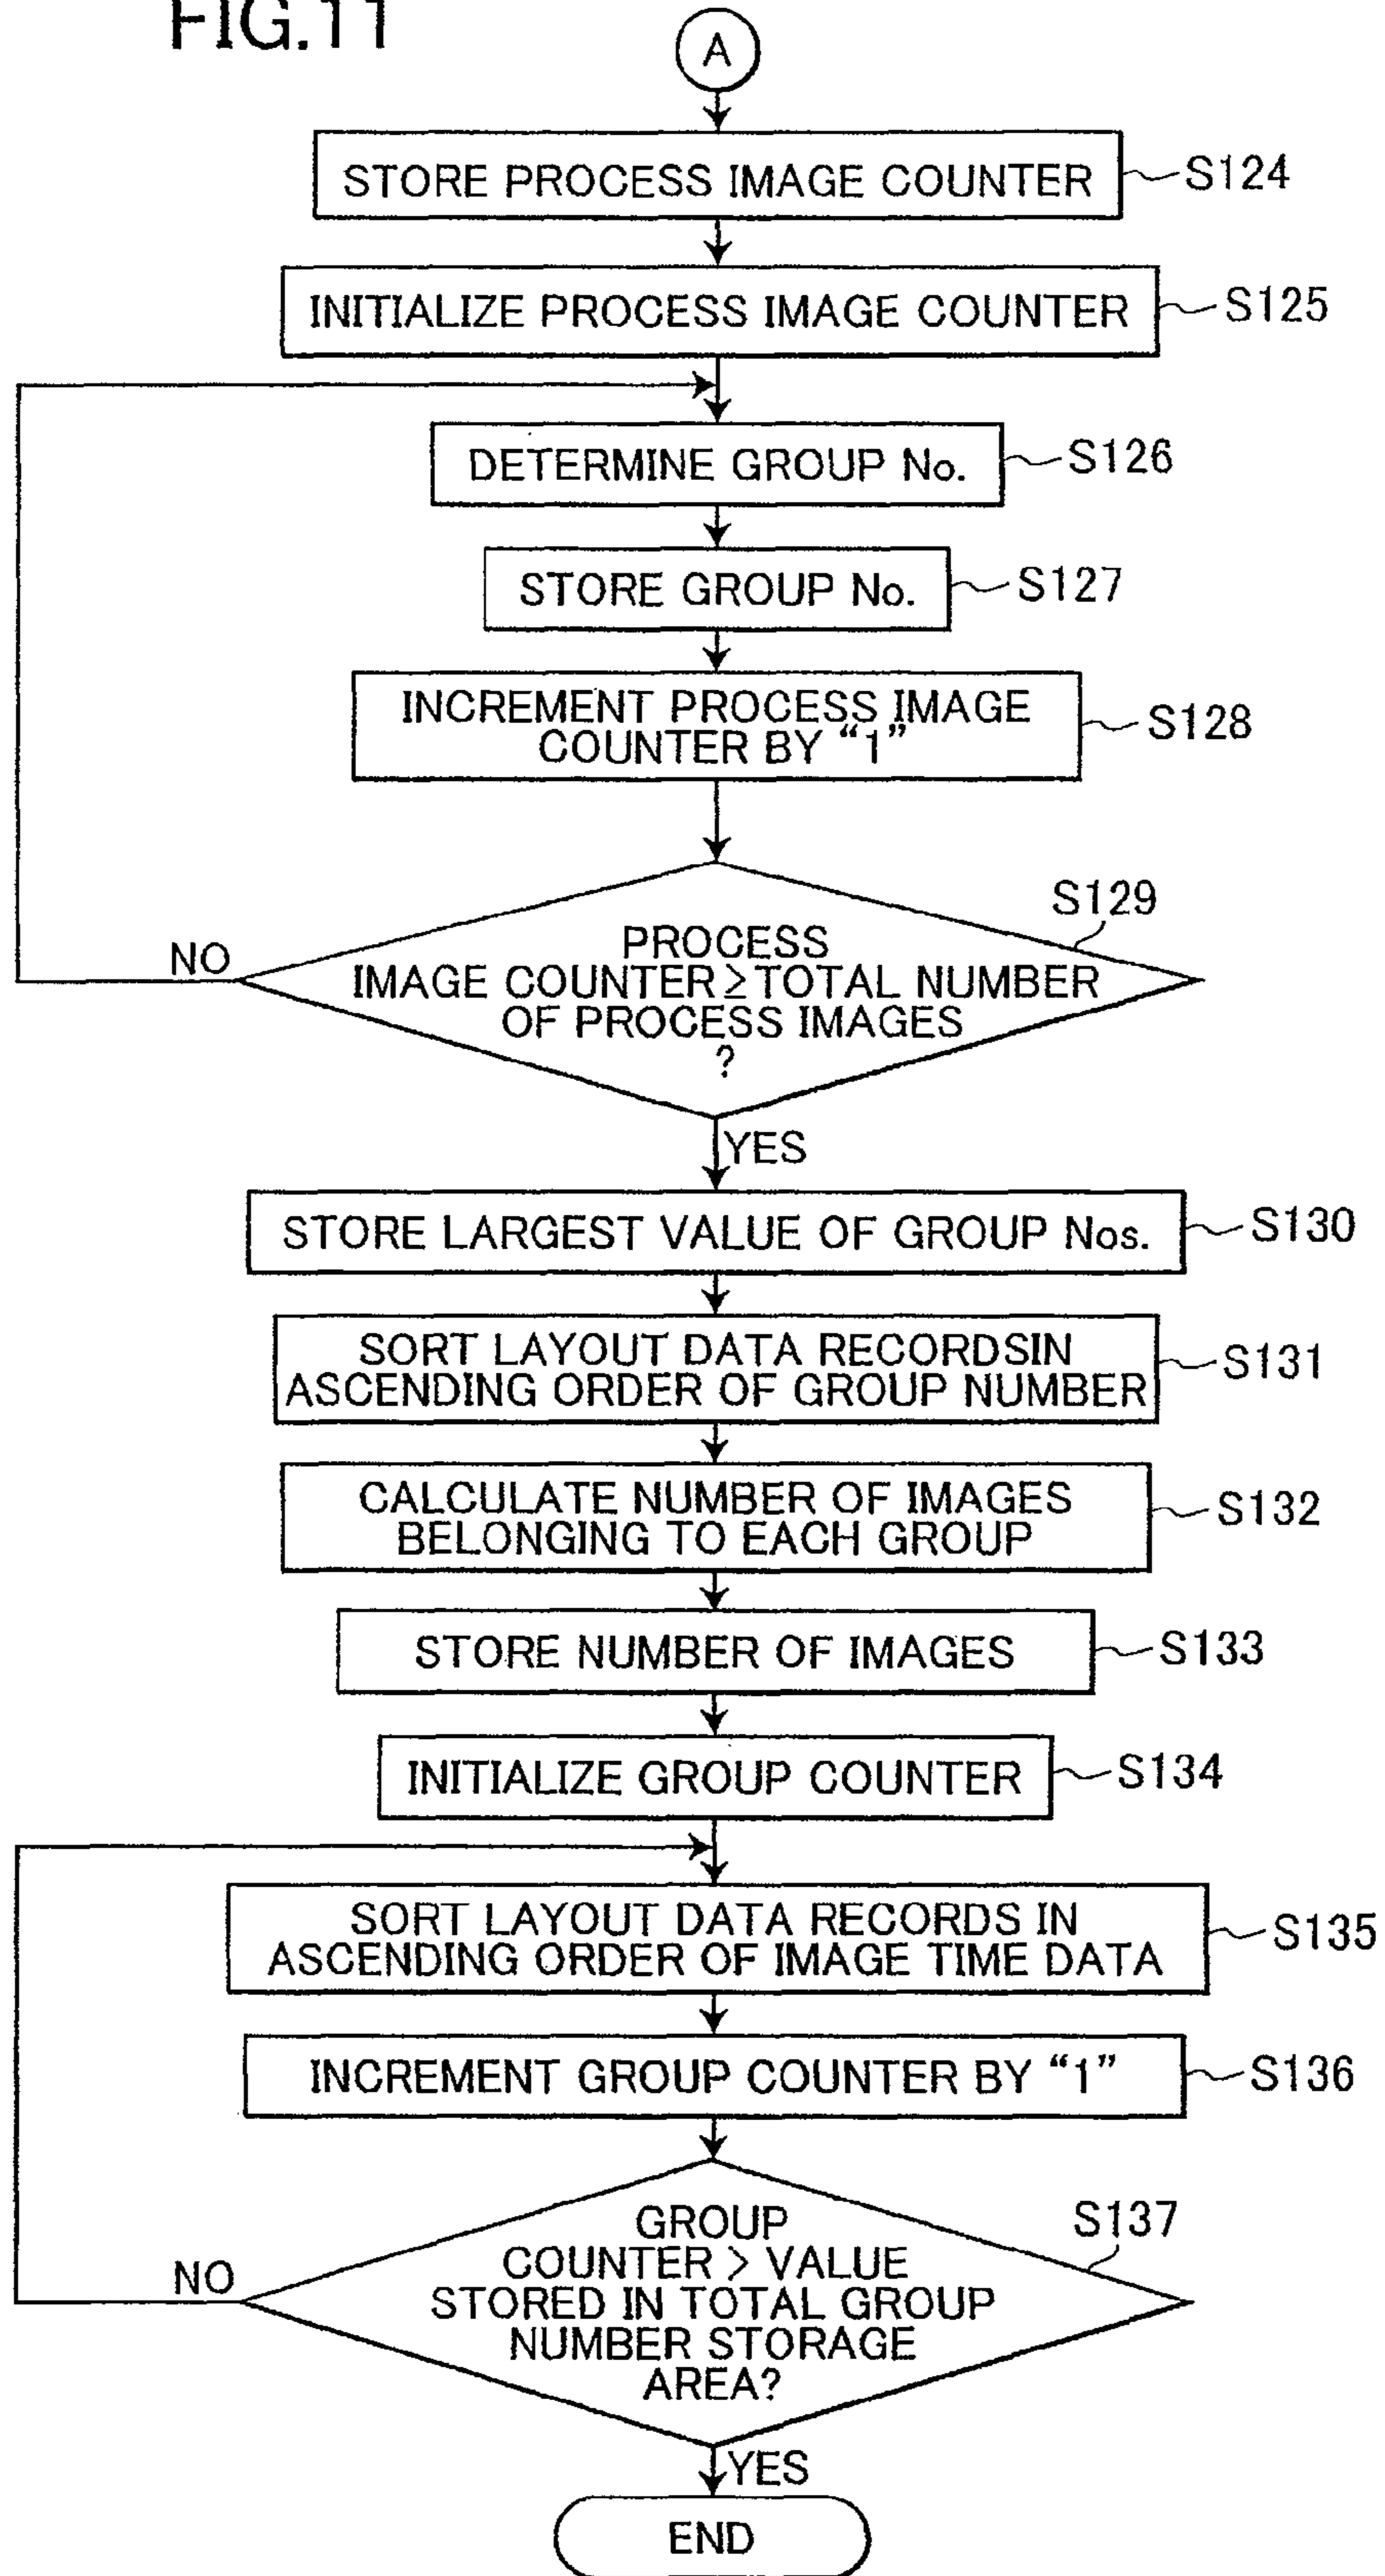 FIG.11
A
STORE PROCESS IMAGE COUNTER
S124
INITIALIZE PROCESS IMAGE COUNTER
S125
DETERMINE GROUP No.
S126
STORE GROUP No.
S127
INCREMENT PROCESS IMAGE
COUNTER BY “1”
S128
S129
PROCESS
IMAGE COUNTER≥TOTAL NUMBER
OF PROCESS IMAGES
?
NO
YES
STORE LARGEST VALUE OF GROUP Nos.
S130
SORT LAYOUT DATA RECORDSIN
ASCENDING ORDER OF GROUP NUMBER
S131
CALCULATE NUMBER OF IMAGES
BELONGING TO EACH GROUP
S132
STORE NUMBER OF IMAGES
S133
INITIALIZE GROUP COUNTER
S134
SORT LAYOUT DATA RECORDS IN
ASCENDING ORDER OF IMAGE TIME DATA
S135
INCREMENT GROUP COUNTER BY “1”
S136
S137
GROUP
COUNTER > VALUE
STORED IN TOTAL GROUP
NUMBER STORAGE
AREA?
NO
YES
END